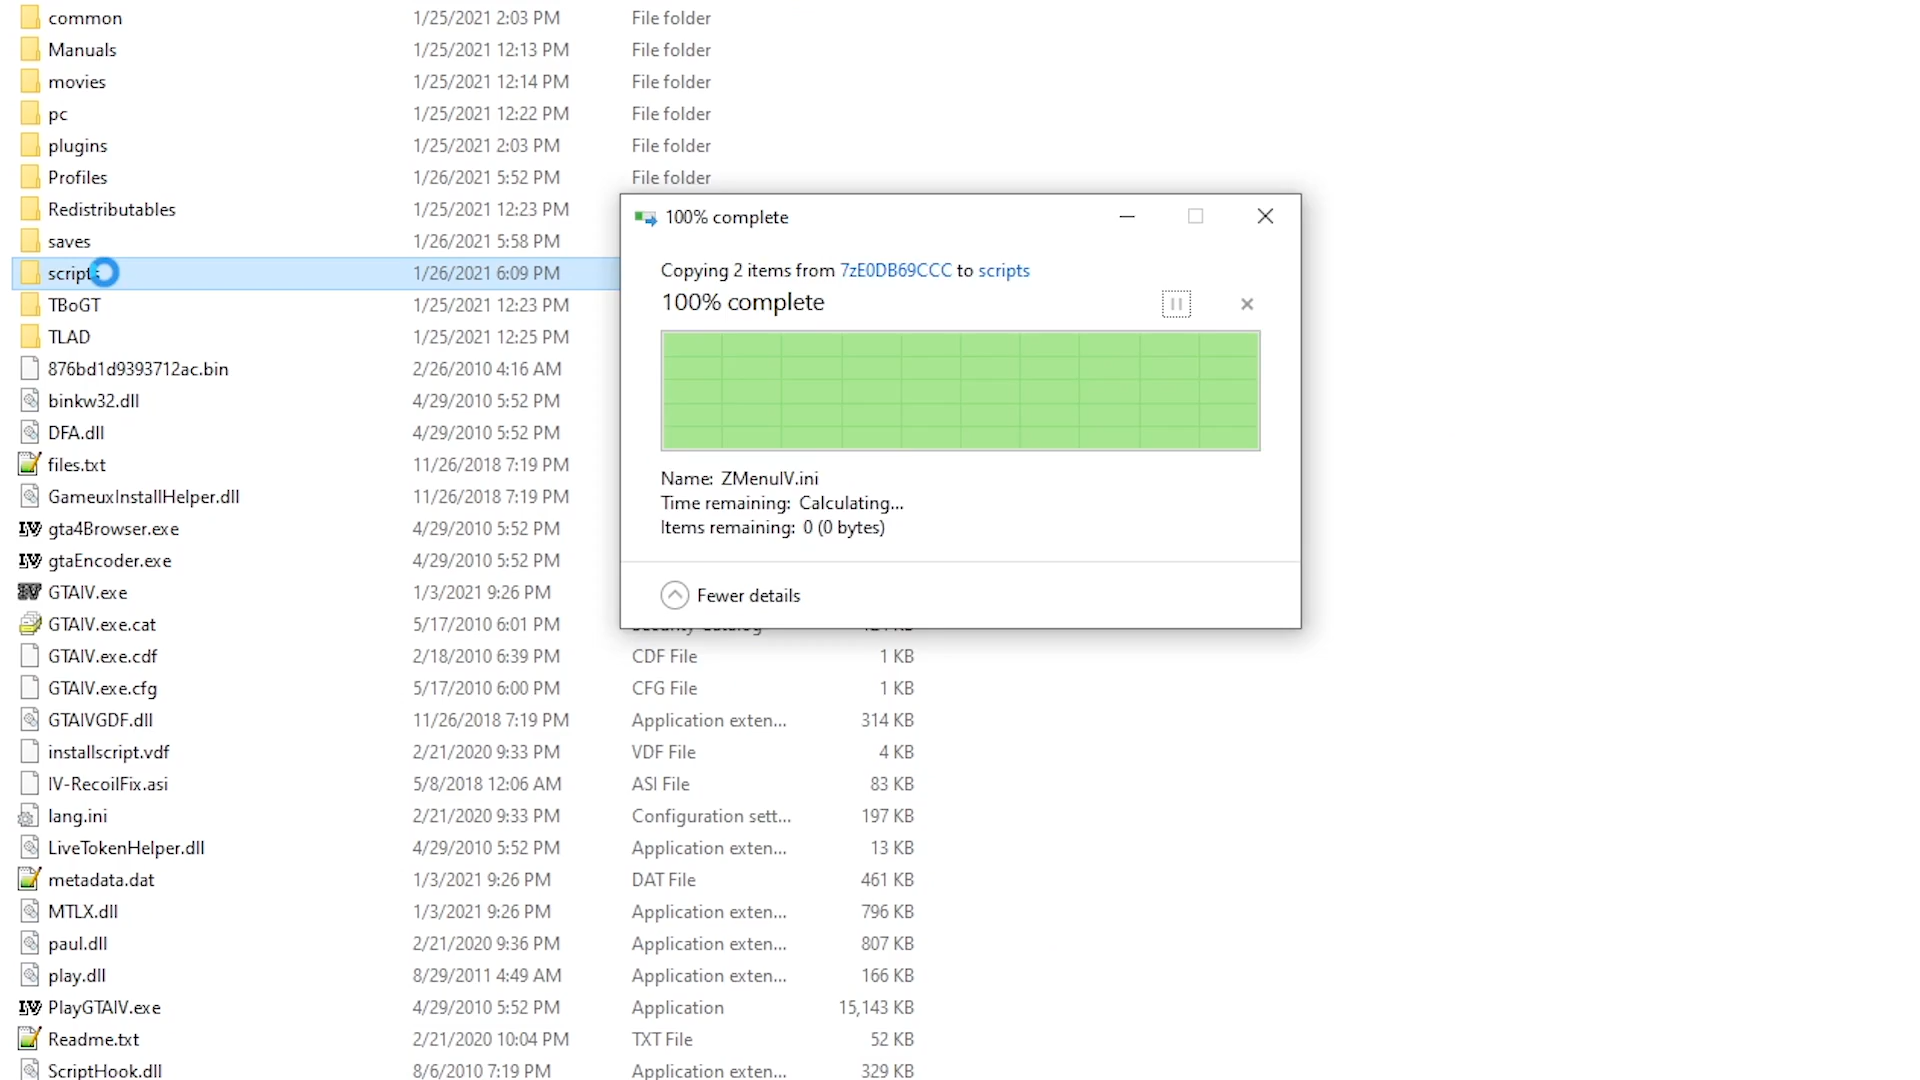 common 1/25/2021 2:03 PM File folder
Manuals 1/25/2021 12:13 PM File folder
movies 1/25/2021 12:14 PM File folder
pc 1/25/2021 12:22 PM File folder
plugins 1/25/2021 2:03 PM File folder
Profiles 1/26/2021 5:52 PM File folder
Redistributables 1/25/2021 12:23 PM
saves 1/26/2021 5:58 PM
scripts 1/26/2021 6:09 PM
TBoGT 1/25/2021 12:23 PM
TLAD 1/25/2021 12:25 PM
876bd1d9393712ac.bin 2/26/2010 4:16 AM
binkw32.dll 4/29/2010 5:52 PM
DFA.dll 4/29/2010 5:52 PM
files.txt 11/26/2018 7:19 PM
GameuxInstallHelper.dll 11/26/2018 7:19 PM
gta4Browser.exe 4/29/2010 5:52 PM
gtaEncoder.exe 4/29/2010 5:52 PM
GTAIV.exe 1/3/2021 9:26 PM
GTAIV.exe.cat 5/17/2010 6:01 PM
GTAIV.exe.cdf 2/18/2010 6:39 PM CDF File 1 KB
GTAIV.exe.cfg 5/17/2010 6:00 PM CFG File 1 KB
GTAIVGDF.dll 11/26/2018 7:19 PM Application exten... 314 KB
installscript.vdf 2/21/2020 9:33 PM VDF File 4 KB
IV-RecoilFix.asi 5/8/2018 12:06 AM ASI File 83 KB
lang.ini 2/21/2020 9:33 PM Configuration sett... 197 KB
LiveTokenHelper.dll 4/29/2010 5:52 PM Application exten... 13 KB
metadata.dat 1/3/2021 9:26 PM DAT File 461 KB
MTLX.dll 1/3/2021 9:26 PM Application exten... 796 KB
paul.dll 2/21/2020 9:36 PM Application exten... 807 KB
play.dll 8/29/2011 4:49 AM Application exten... 166 KB
PlayGTAIV.exe 4/29/2010 5:52 PM Application 15,143 KB
Readme.txt 2/21/2020 10:04 PM TXT File 52 KB
ScriptHook.dll 8/6/2010 7:19 PM Application exten... 329 KB
100% complete
Copying 2 items from 7zE0DB69CCC to scripts
100% complete
Name: ZMenuIV.ini
Time remaining: Calculating...
Items remaining: 0 (0 bytes)
Fewer details